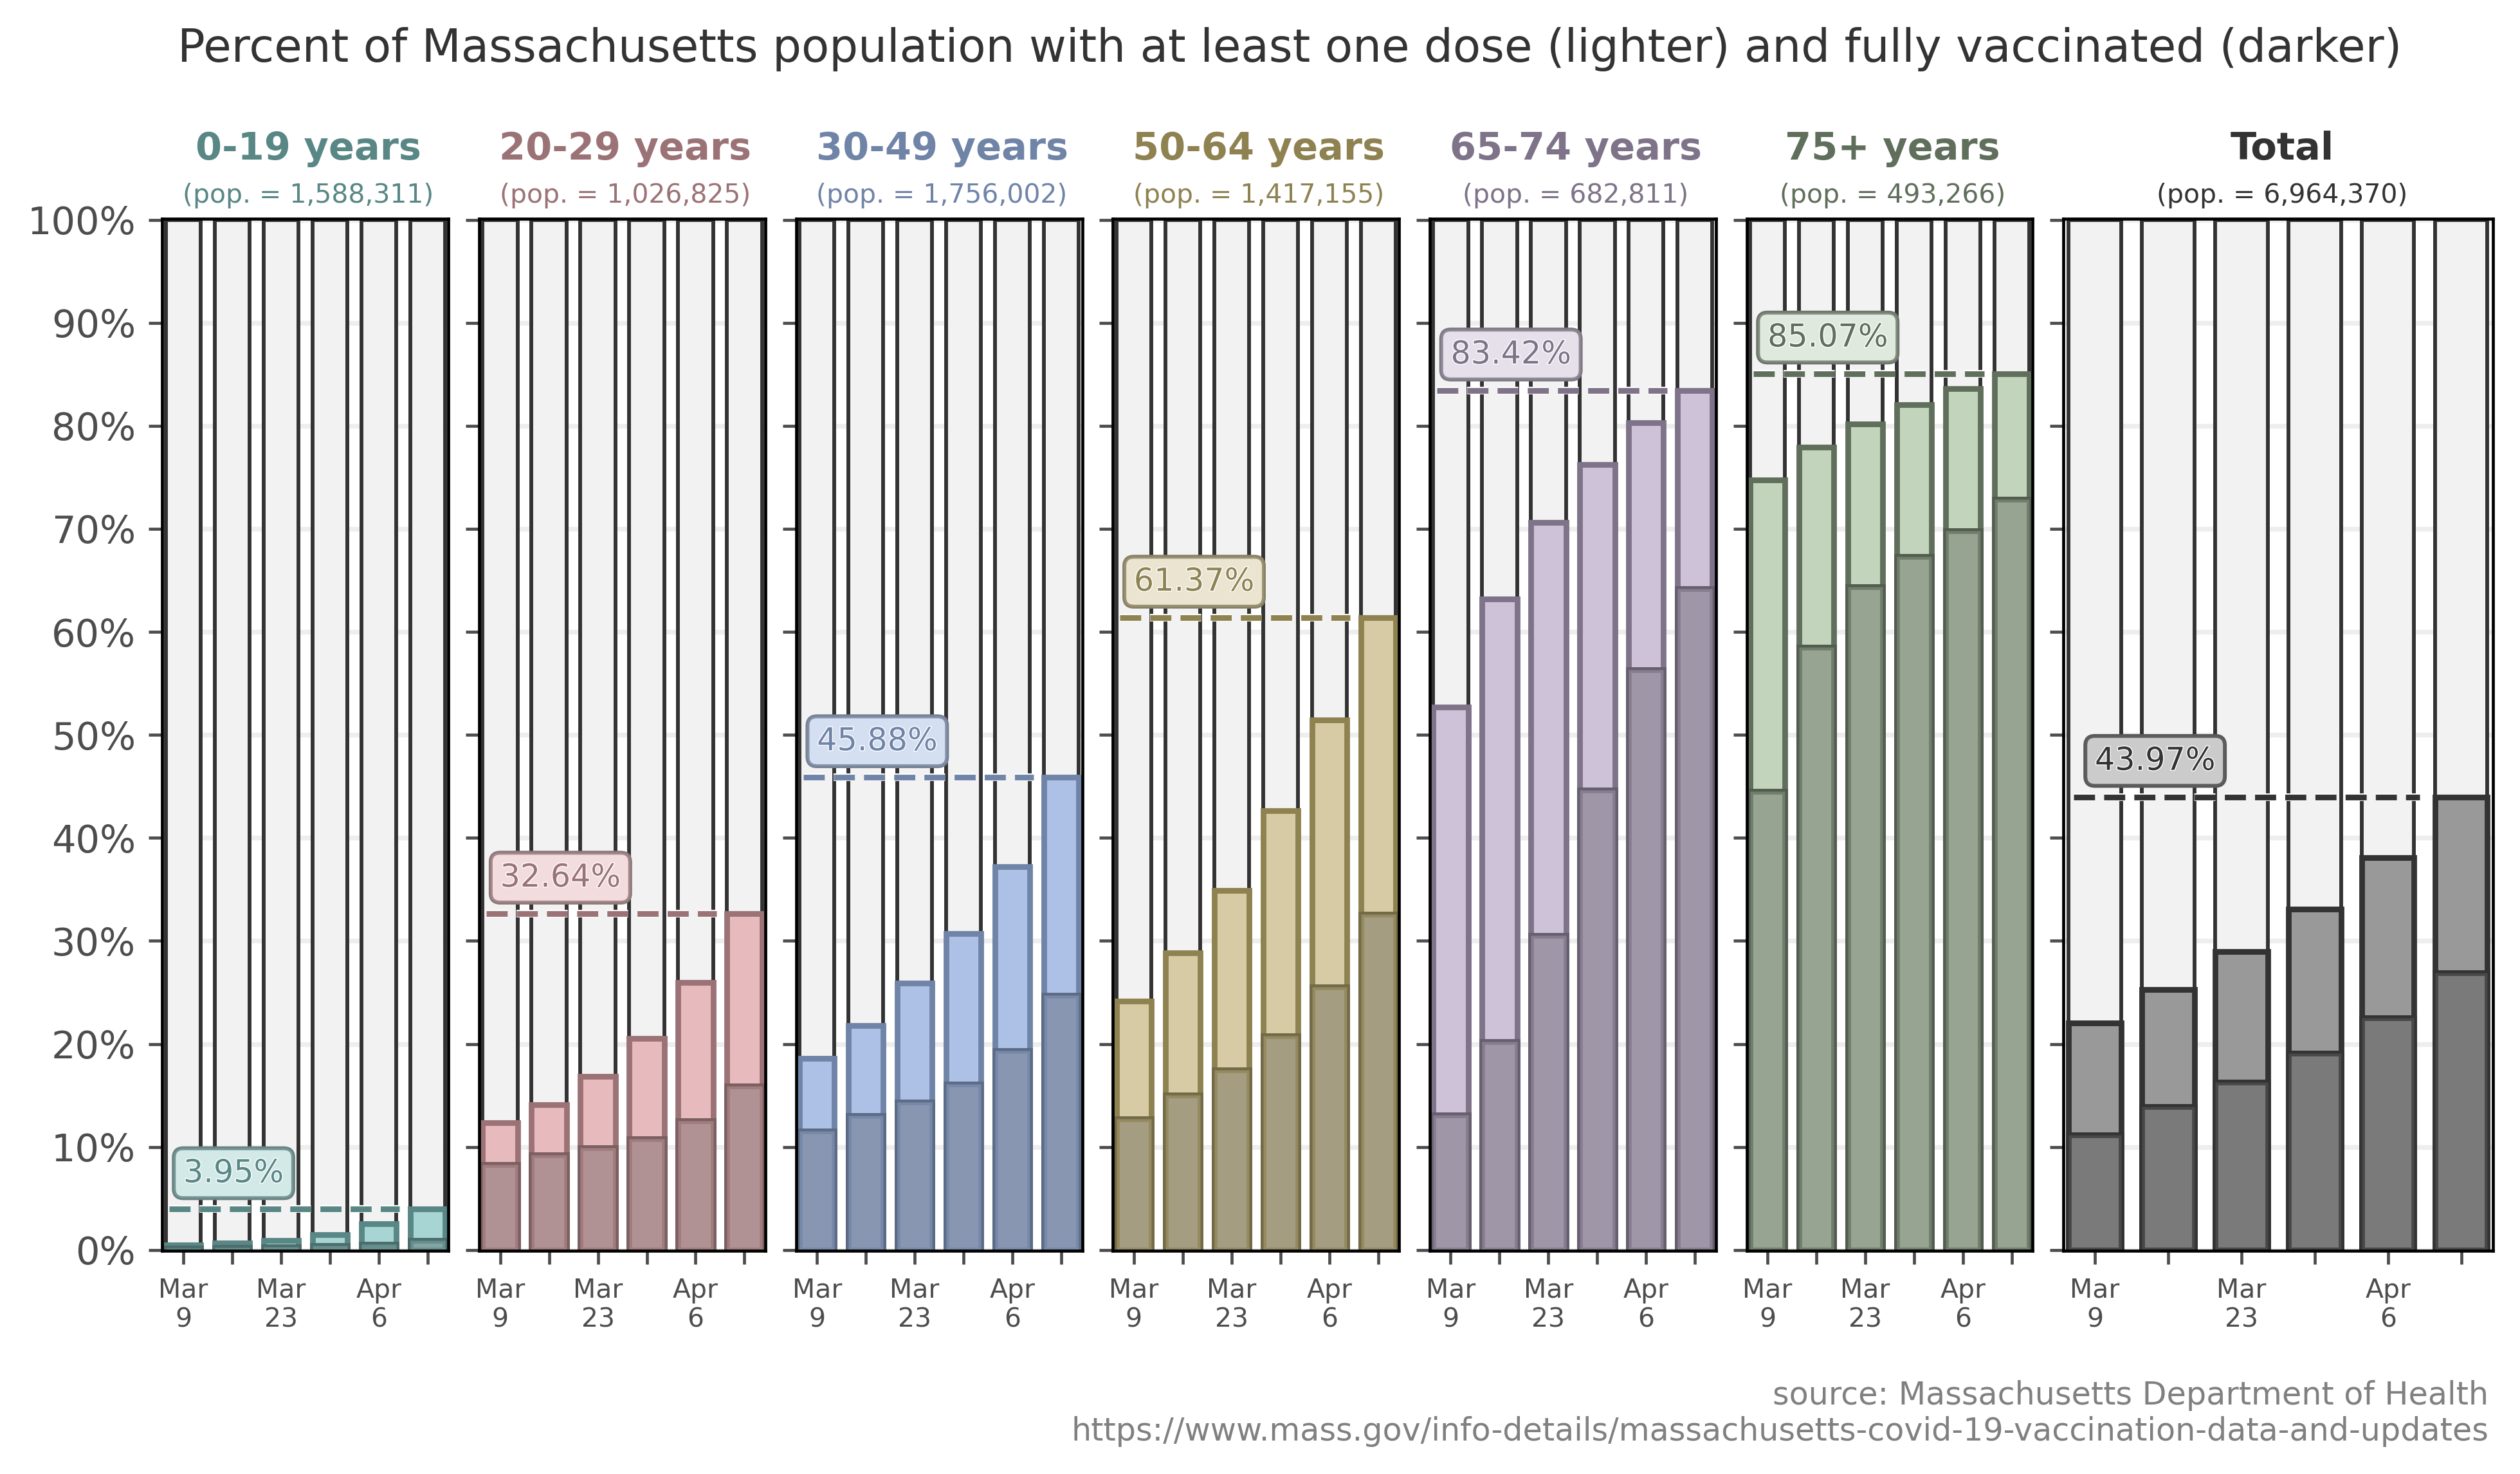 Percent of Massachusetts population with at least one dose (lighter) and fully vaccinated (darker)
0-19 years
(pop. = 1,588,311)
20-29 years
(pop. = 1,026,825)
30-49 years
(pop. = 1,756,002)
50-64 years
(pop. = 1,417,155)
65-74 years
(pop. = 682,811)
75+ years
(pop. = 493,266)
Total
(pop. = 6,964,370)
100%
90%
80%
70%
60%
50%
40%
30%
20%
10%
0%
3.95%
32.64%
45.88%
61.37%
83.42%
85.07%
43.97%
Mar
9
Mar
23
Apr
6
Mar
9
Mar
23
Apr
6
Mar
9
Mar
23
Apr
6
Mar
9
Mar
23
Apr
6
Mar
9
Mar
23
Apr
6
Mar
9
Mar
23
Apr
6
Mar
9
Mar
23
Apr
6
source: Massachusetts Department of Health
https://www.mass.gov/info-details/massachusetts-covid-19-vaccination-data-and-updates